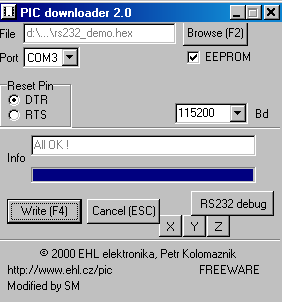 PIC downloader 2.0
File d:\...\rs232_demo.hex Browse (F2)
Port COM3 EEPROM
Reset Pin
DTR
RTS
115200 Bd
All OK !
Info
RS232 debug
Write (F4) Cancel (ESC)
X Y Z
© 2000 EHL elektronika, Petr Kolomaznik
http://www.ehl.cz/pic FREEWARE
Modified by SM